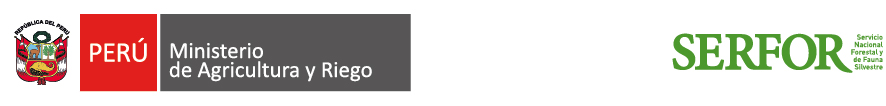 REPÚBLICA DEL PERÚ
PERÚ
Ministerio
de Agricultura y Riego
SERFOR
Servicio
Nacional
Forestal y
de Fauna
Silvestre